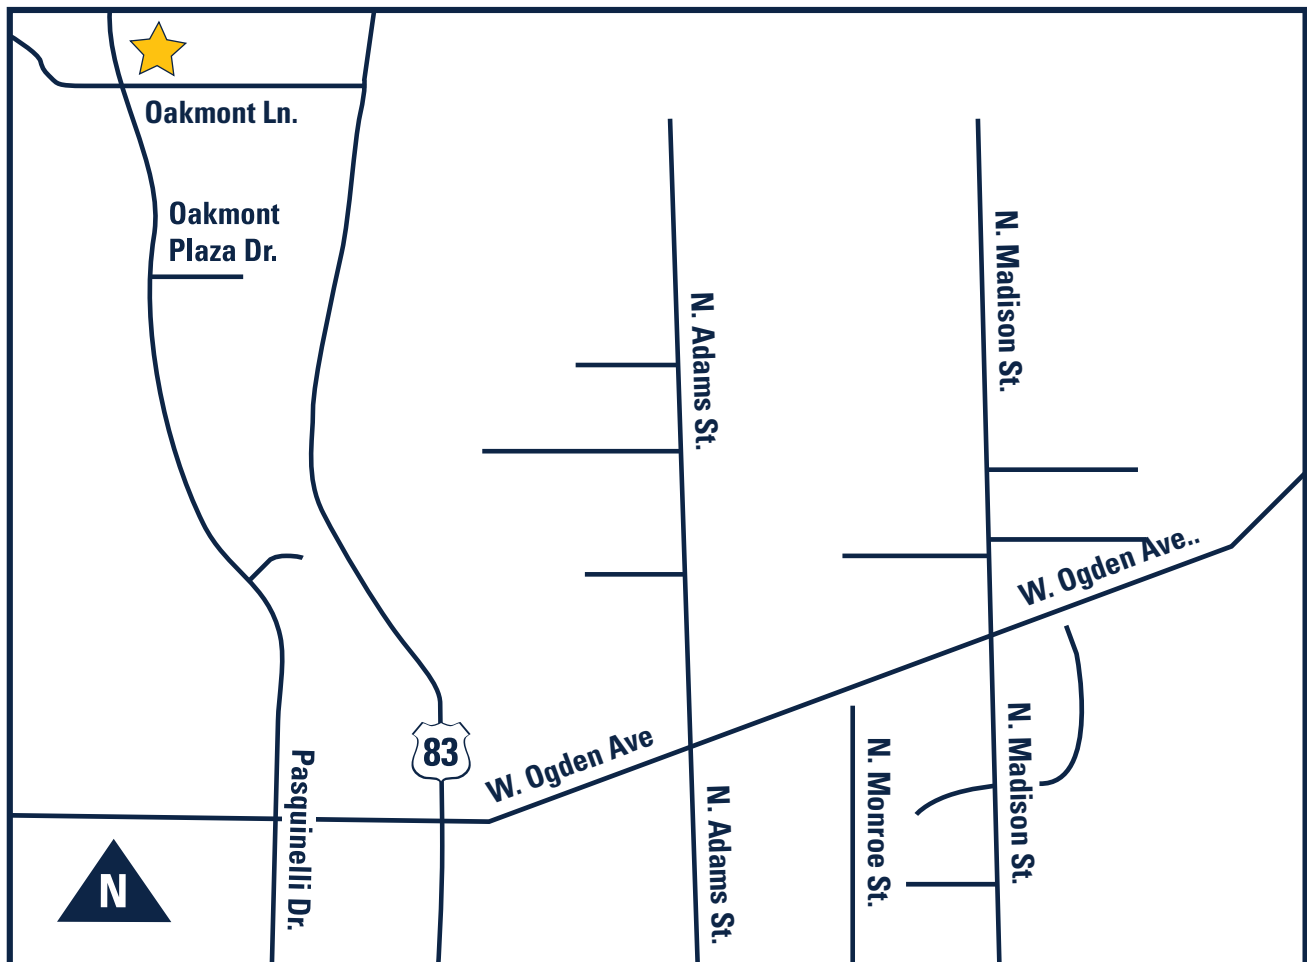 Oakmont Ln.
Oakmont
Plaza Dr.
N. Madison St.
N. Adams St.
W. Ogden Ave..
W. Ogden Ave
83
N. Madison St.
N. Monroe St.
Pasquinelli Dr.
N. Adams St.
N